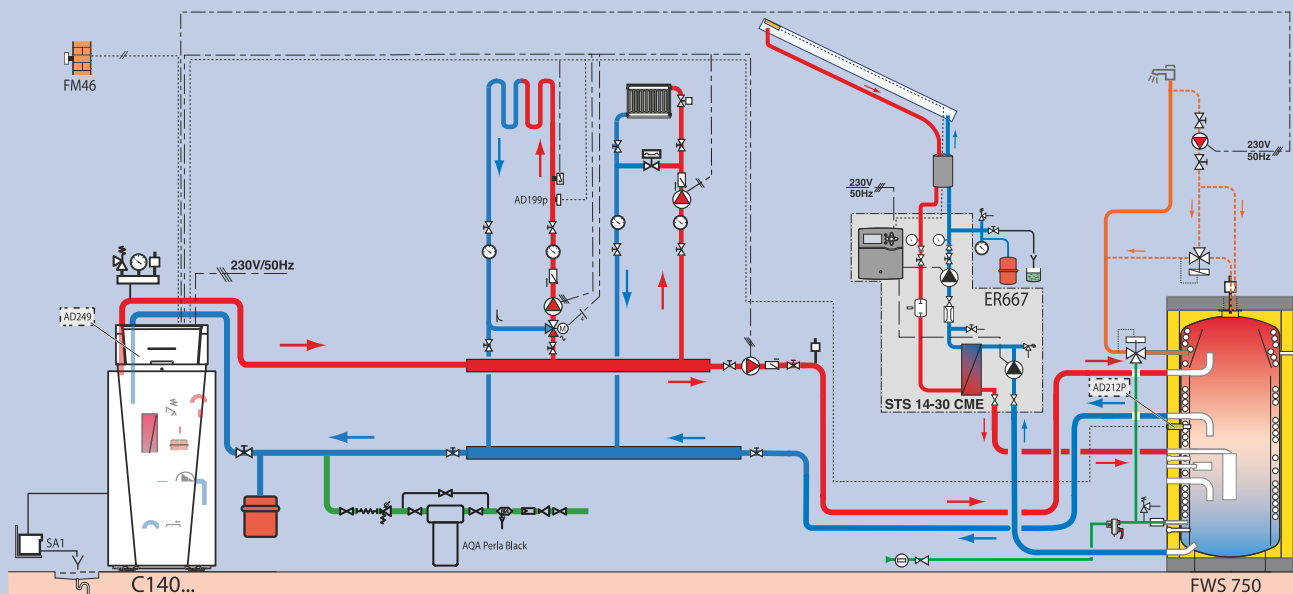 FM46
AD199p
M
230V
50Hz
230V
50Hz
230V/50Hz
ER667
AD249
STS 14-30 CME
AD212P
SA1
AQA Perla Black
C140...
FWS 750